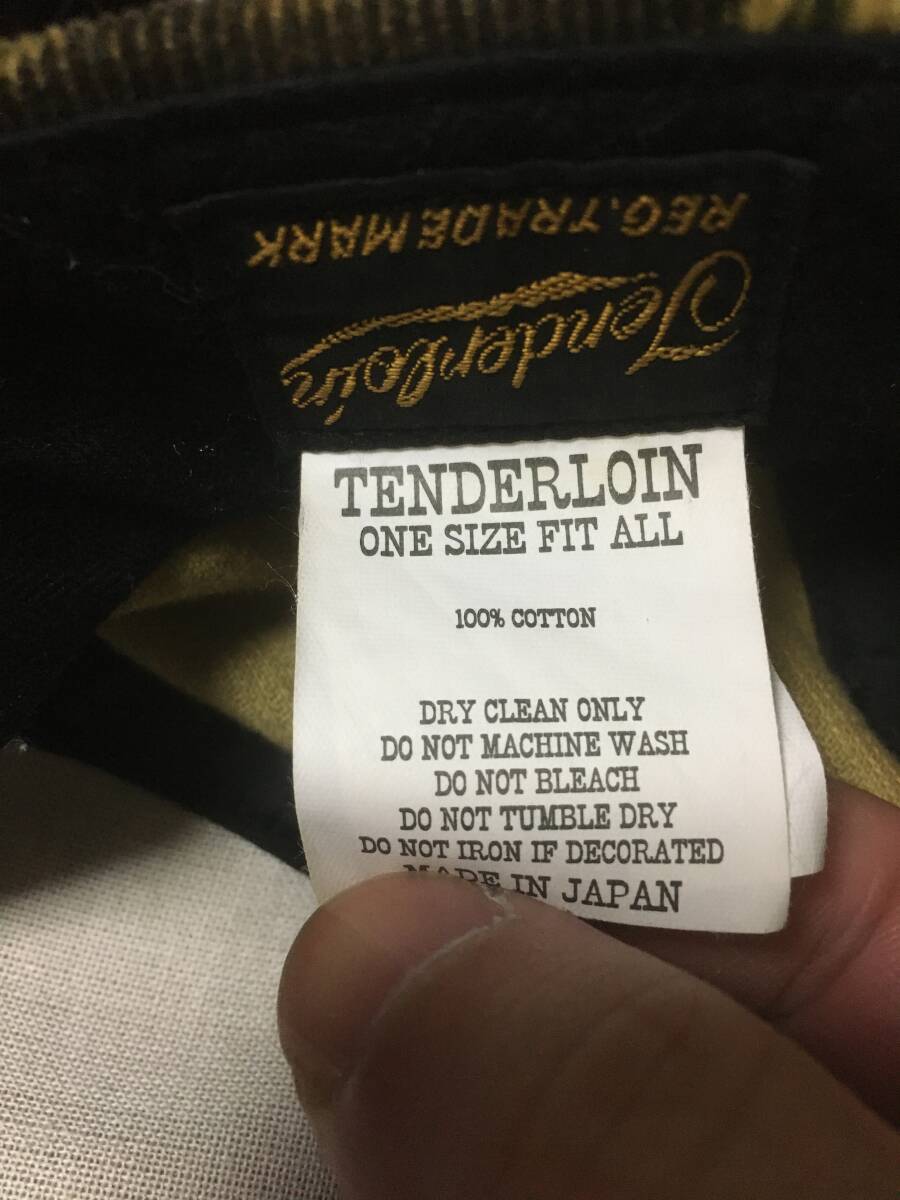 Tenderloin
REG. TRADE MARK
TENDERLOIN
ONE SIZE FIT ALL
100% COTTON
DRY CLEAN ONLY
DO NOT MACHINE WASH
DO NOT BLEACH
DO NOT TUMBLE DRY
DO NOT IRON IF DECORATED
MADE IN JAPAN